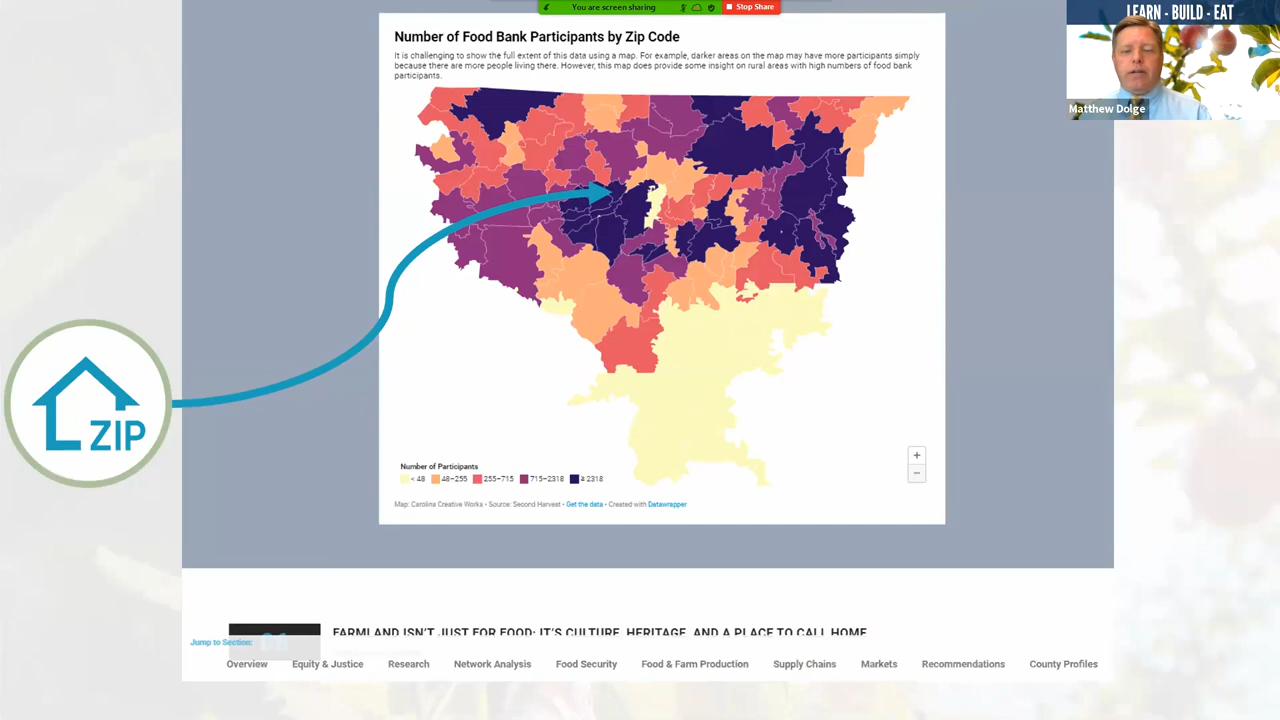 You are screen sharing
Stop Share
LEARN - BUILD - EAT
Matthew Dolge
Number of Food Bank Participants by Zip Code
It is challenging to show the full extent of this data using a map. For example, darker areas on the map may have more participants simply
because there are more people living there. However, this map does provide some insight on rural areas with high numbers of food bank
participants.
ZIP
+
−
Number of Participants
< 48 48–255 255–715 715–2318 ≥ 2318
Map: Carolina Creative Works • Source: Second Harvest • Get the data • Created with Datawrapper
FARMLAND ISN'T JUST FOR FOOD: IT'S CULTURE, HERITAGE, AND A PLACE TO CALL HOME
Jump to Section:
Overview Equity & Justice Research Network Analysis Food Security Food & Farm Production Supply Chains Markets Recommendations County Profiles